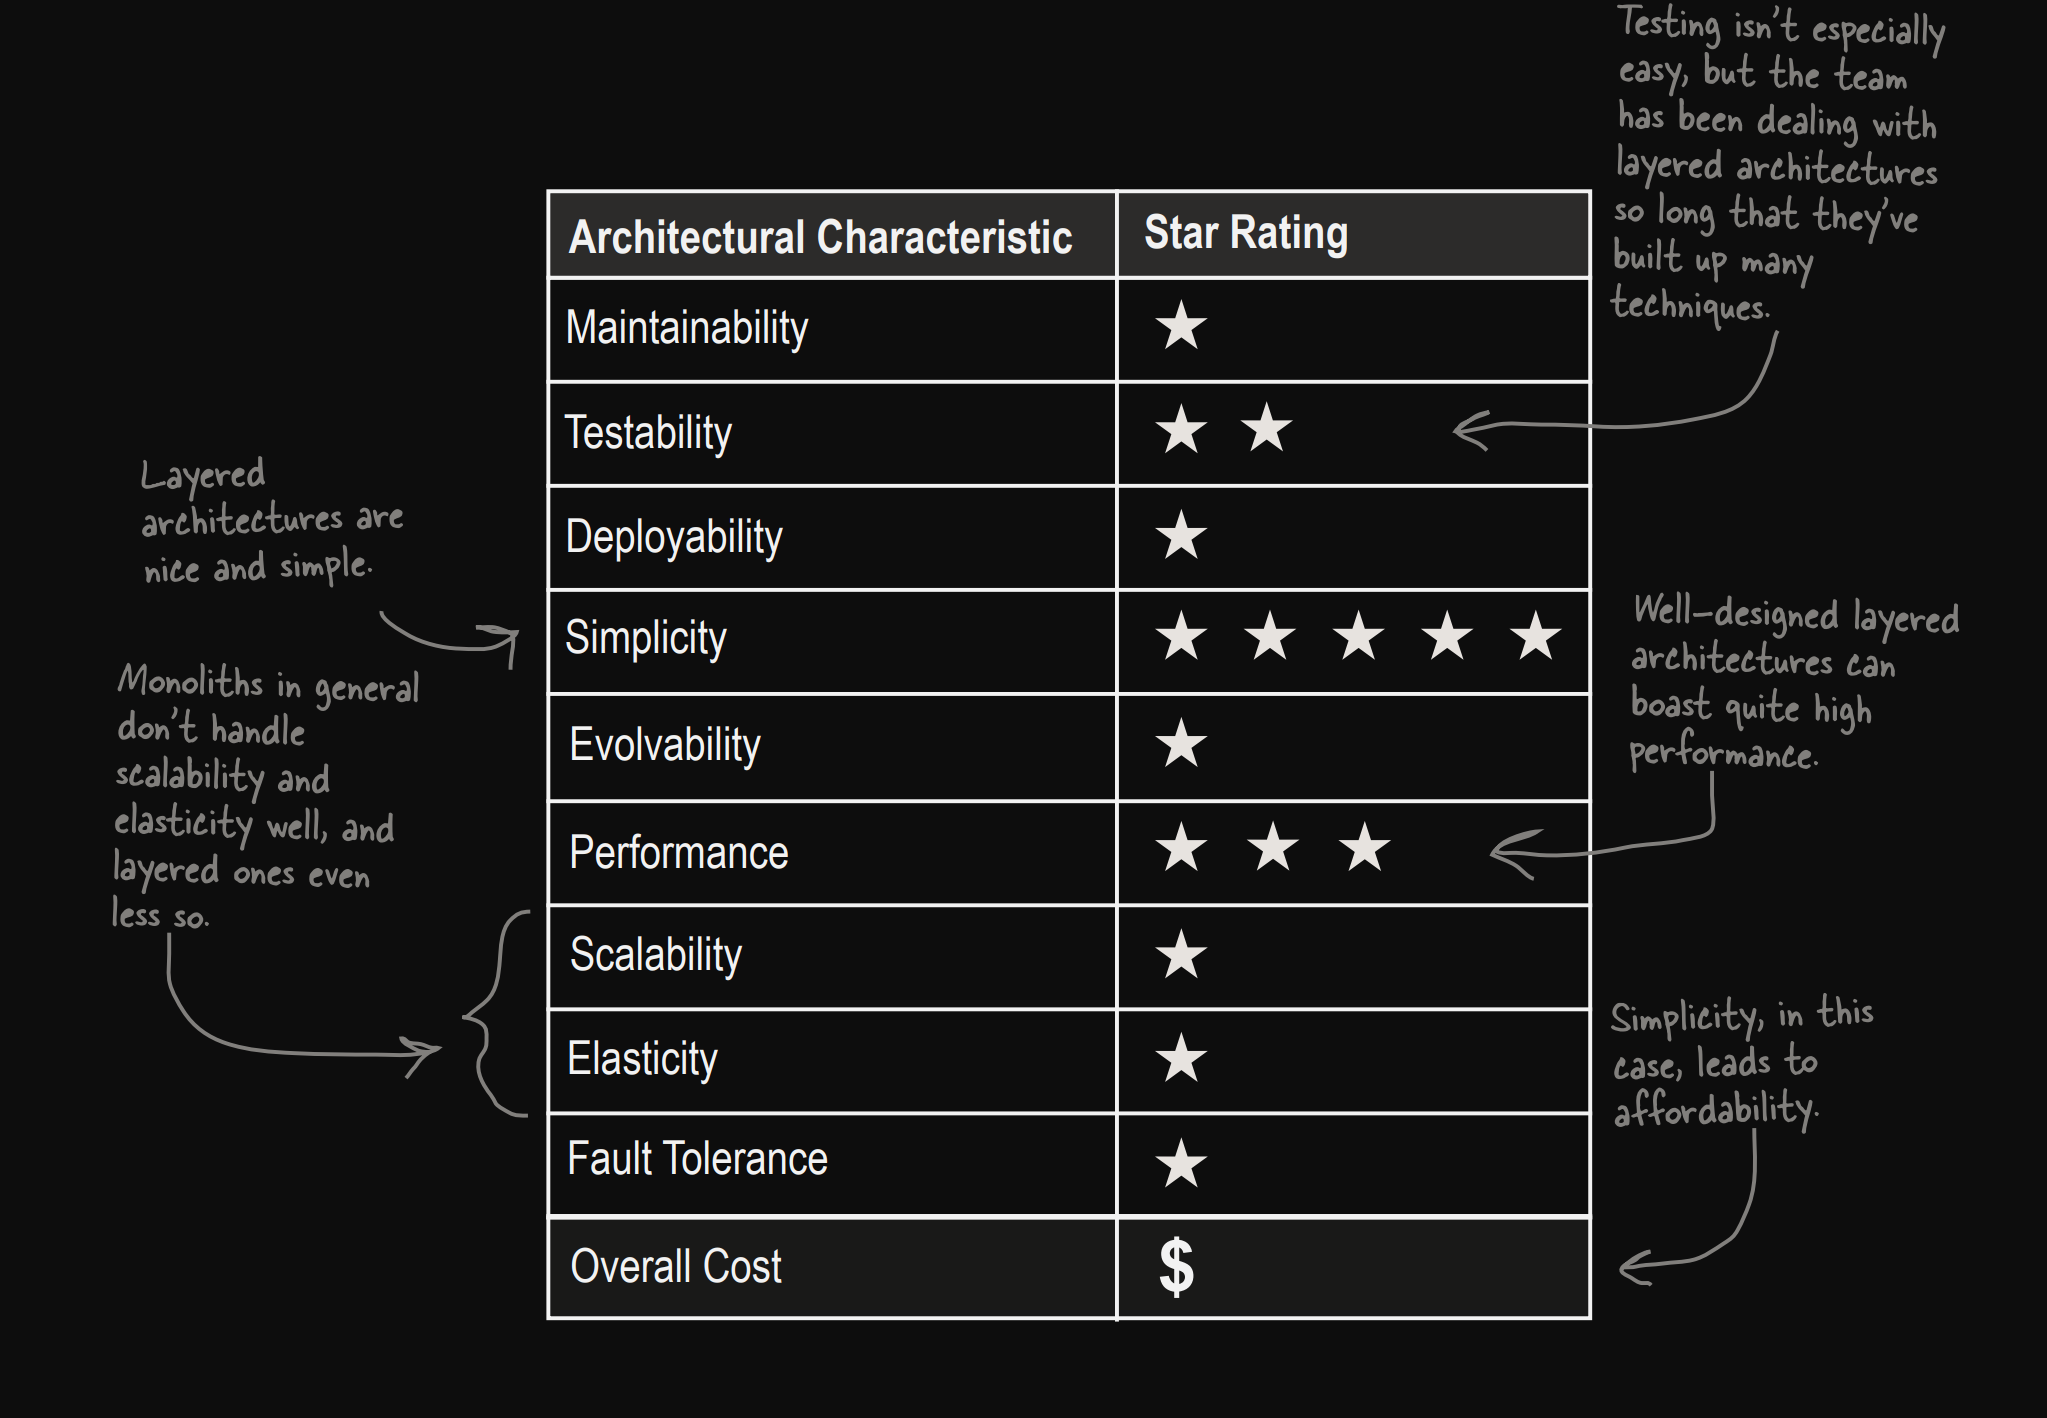 Testing isn't especially
easy, but the team
has been dealing with
layered architectures
so long that they've
built up many
techniques.
Architectural Characteristic Star Rating
Maintainability ★
Testability ★ ★
Deployability ★
Simplicity ★ ★ ★ ★ ★
Evolvability ★
Performance ★ ★ ★
Scalability ★
Elasticity ★
Fault Tolerance ★
Overall Cost $
Layered
architectures are
nice and simple.
Monoliths in general
don't handle
scalability and
elasticity well, and
layered ones even
less so.
Well-designed layered
architectures can
boast quite high
performance.
Simplicity, in this
case, leads to
affordability.